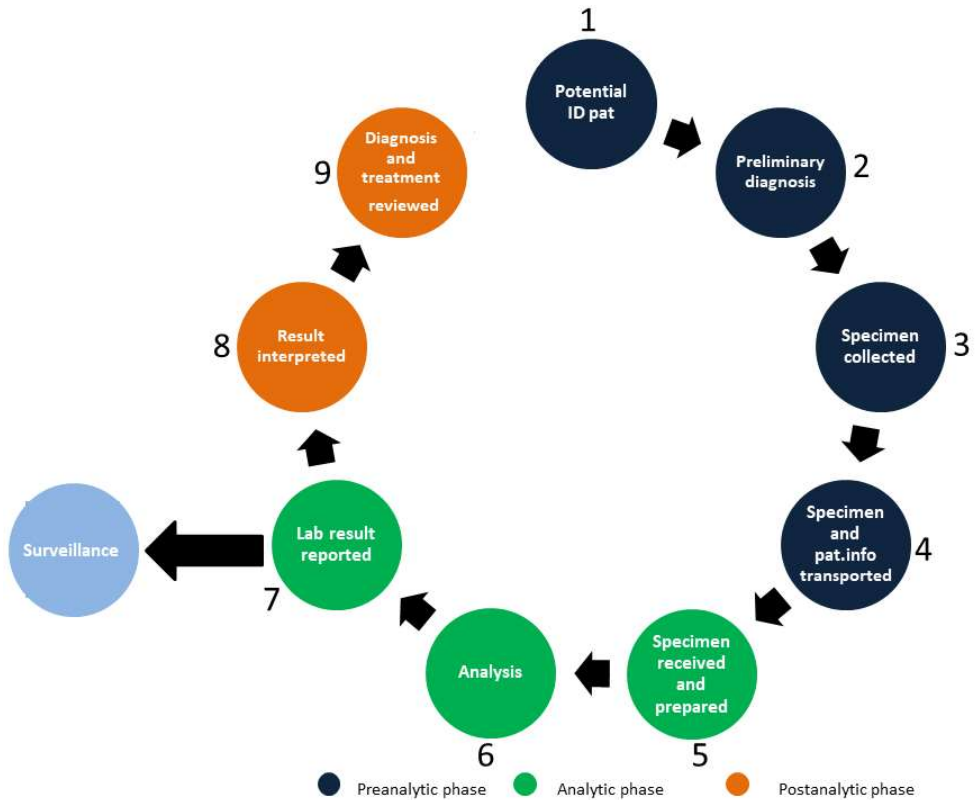 1
Potential
ID pat
2
Preliminary
diagnosis
3
Specimen
collected
4
Specimen
and
pat.info
transported
5
Specimen
received
and
prepared
6
Analysis
7
Lab result
reported
Surveillance
8
Result
interpreted
9
Diagnosis
and
treatment
reviewed
Preanalytic phase
Analytic phase
Postanalytic phase